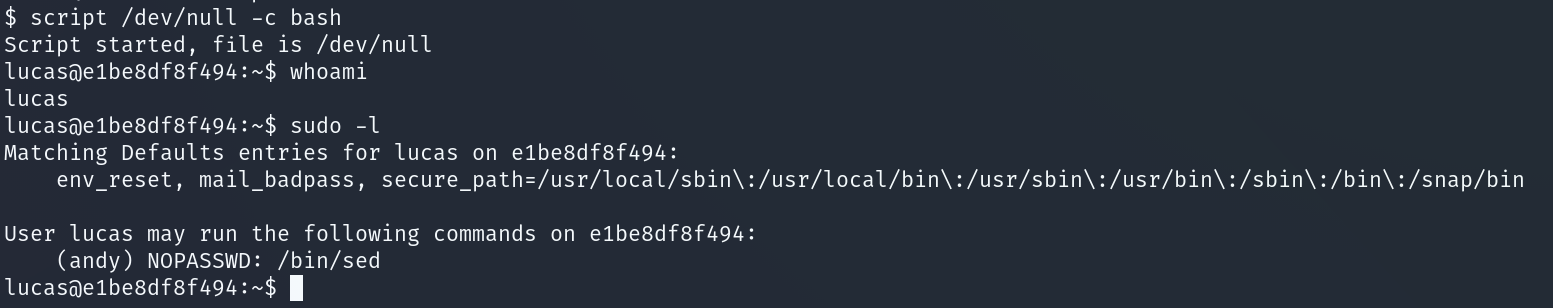 $ script /dev/null -c bash
Script started, file is /dev/null
lucas@e1be8df8f494:~$ whoami
lucas
lucas@e1be8df8f494:~$ sudo -l
Matching Defaults entries for lucas on e1be8df8f494:
    env_reset, mail_badpass, secure_path=/usr/local/sbin\:/usr/local/bin\:/usr/sbin\:/usr/bin\:/sbin\:/bin\:/snap/bin
User lucas may run the following commands on e1be8df8f494:
    (andy) NOPASSWD: /bin/sed
lucas@e1be8df8f494:~$